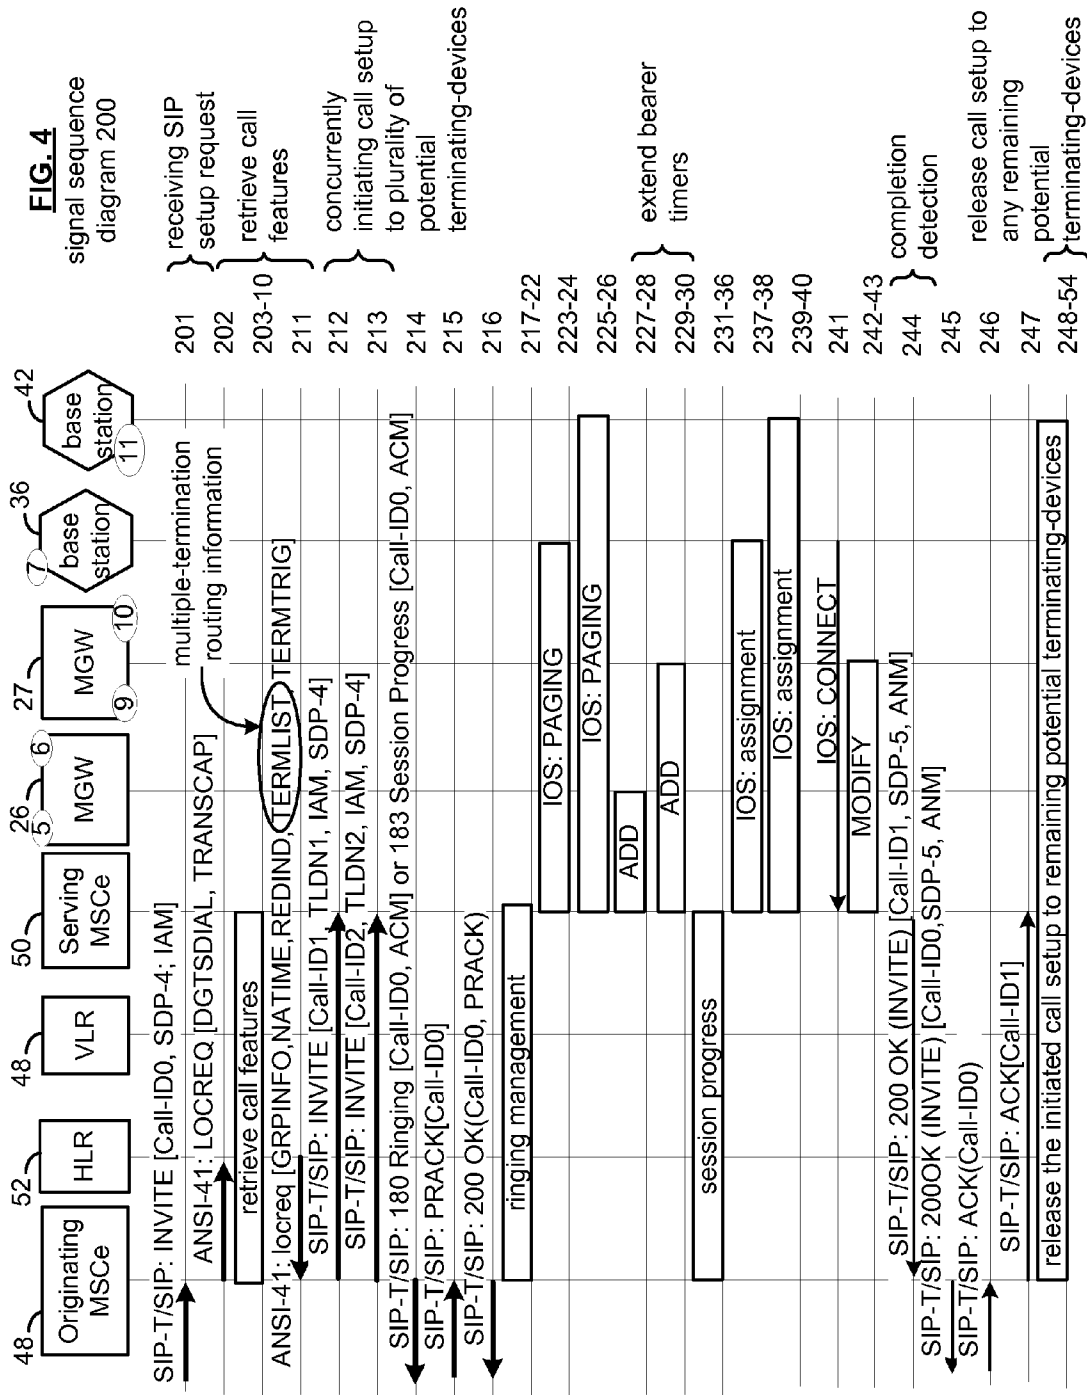 FIG. 4
signal sequence
diagram 200
48
Originating
MSCe
52
HLR
48
VLR
50
Serving
MSCe
26
5
6
MGW
27
MGW
9
10
36
7
base
station
42
base
station
11
receiving SIP
setup request
retrieve call
features
concurrently
initiating call setup
to plurality of
potential
terminating-devices
extend bearer
timers
completion
detection
release call setup to
any remaining
potential
terminating-devices
multiple-termination
routing information
SIP-T/SIP: INVITE [Call-ID0, SDP-4; IAM]
201
ANSI-41: LOCREQ [DGTSDIAL, TRANSCAP]
202
retrieve call features
203-10
ANSI-41: locreq [GRPINFO,NATIME,REDIND,TERMLIST,TERMTRIG]
211
SIP-T/SIP: INVITE [Call-ID1, TLDN1, IAM, SDP-4]
212
SIP-T/SIP: INVITE [Call-ID2, TLDN2, IAM, SDP-4]
213
SIP-T/SIP: 180 Ringing [Call-ID0, ACM] or 183 Session Progress [Call-ID0, ACM]
214
SIP-T/SIP: PRACK[Call-ID0]
215
SIP-T/SIP: 200 OK(Call-ID0, PRACK)
216
ringing management
217-22
IOS: PAGING
223-24
IOS: PAGING
225-26
ADD
227-28
ADD
229-30
session progress
231-36
IOS: assignment
237-38
IOS: assignment
239-40
IOS: CONNECT
241
MODIFY
242-43
SIP-T/SIP: 200 OK (INVITE) [Call-ID1, SDP-5, ANM]
244
SIP-T/SIP: 200OK (INVITE) [Call-ID0,SDP-5, ANM]
245
SIP-T/SIP: ACK(Call-ID0)
246
SIP-T/SIP: ACK[Call-ID1]
247
release the initiated call setup to remaining potential terminating-devices
248-54